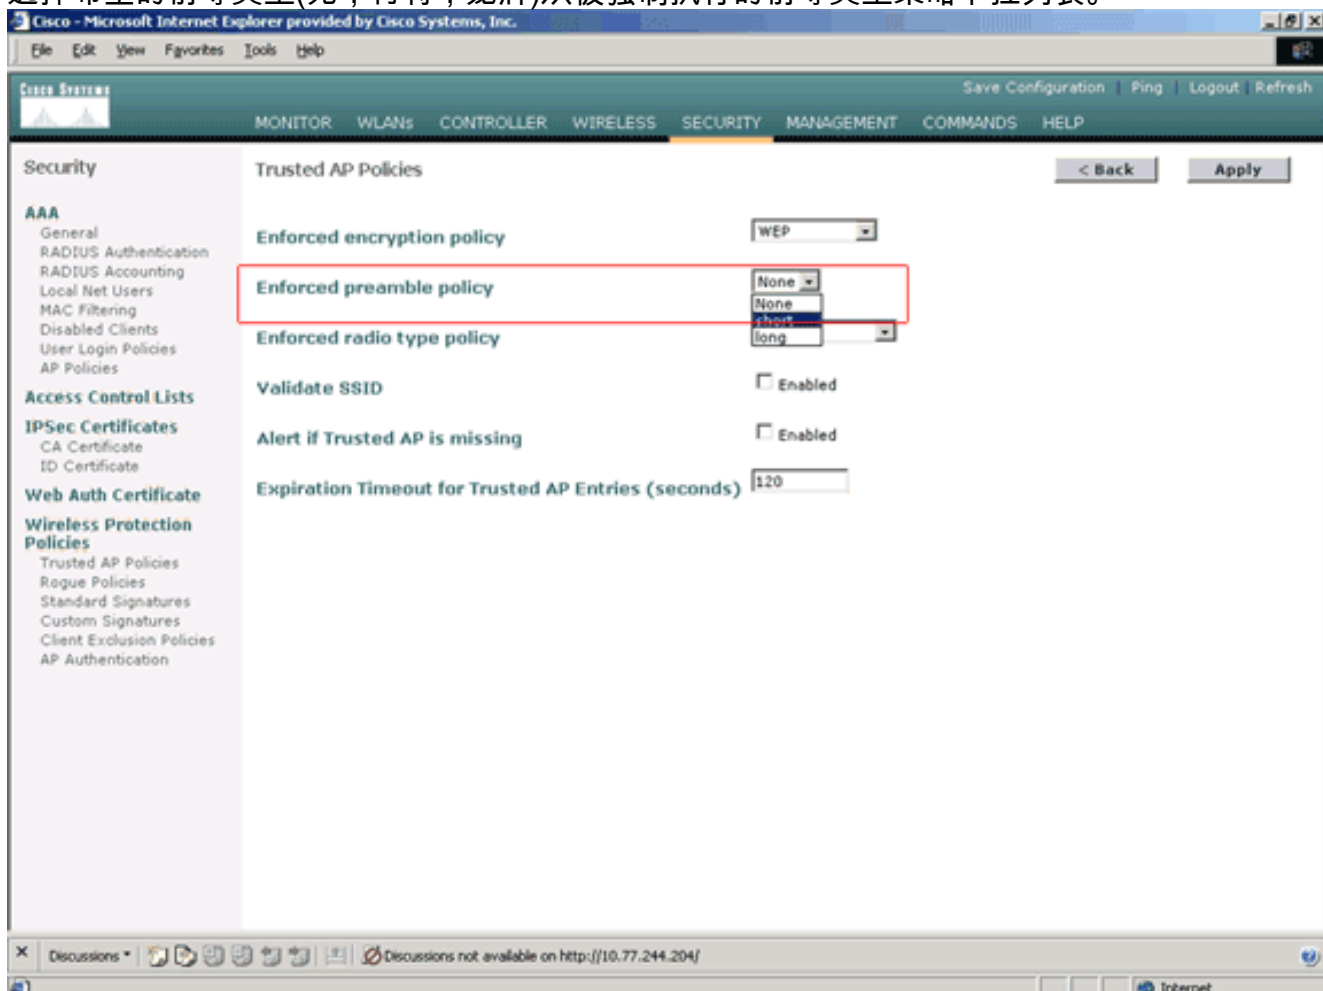 Cisco - Microsoft Internet Explorer provided by Cisco Systems, Inc.
File Edit View Favorites Tools Help
CISCO SYSTEMS
Save Configuration | Ping | Logout | Refresh
MONITOR WLANs CONTROLLER WIRELESS SECURITY MANAGEMENT COMMANDS HELP
Security
AAA
General
RADIUS Authentication
RADIUS Accounting
Local Net Users
MAC Filtering
Disabled Clients
User Login Policies
AP Policies
Access Control Lists
IPSec Certificates
CA Certificate
ID Certificate
Web Auth Certificate
Wireless Protection
Policies
Trusted AP Policies
Rogue Policies
Standard Signatures
Custom Signatures
Client Exclusion Policies
AP Authentication
Trusted AP Policies
< Back Apply
Enforced encryption policy WEP
Enforced preamble policy None
None
short
long
Enforced radio type policy
Validate SSID Enabled
Alert if Trusted AP is missing Enabled
Expiration Timeout for Trusted AP Entries (seconds) 120
Discussions Discussions not available on http://10.77.244.204/
Internet